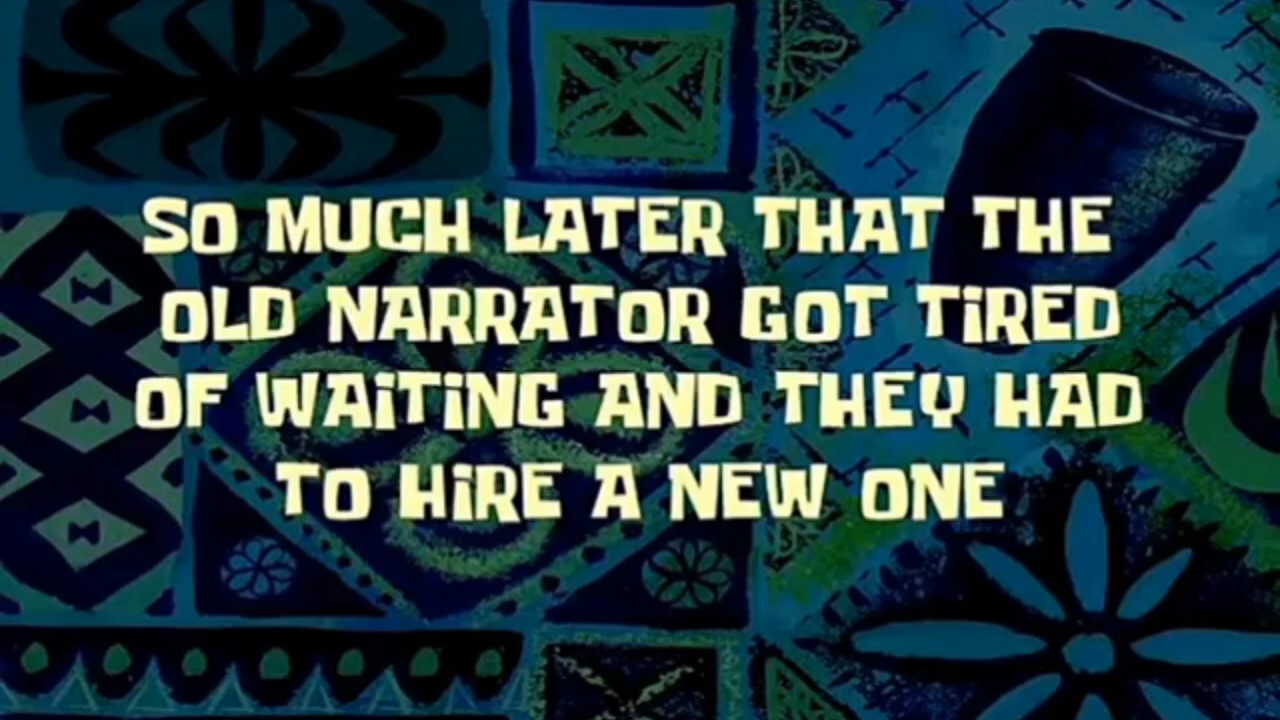 SO MUCH LATER THAT THE
OLD NARRATOR GOT TiRED
OF WAiTiNG AND THEY HAD
TO HiRE A NEW ONE